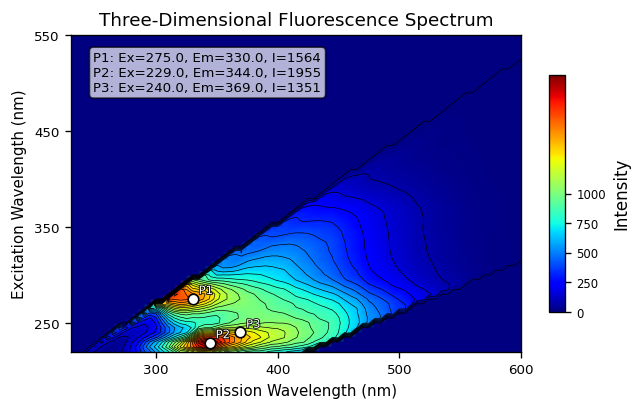 Three-Dimensional Fluorescence Spectrum
P1: Ex=275.0, Em=330.0, I=1564
P2: Ex=229.0, Em=344.0, I=1955
P3: Ex=240.0, Em=369.0, I=1351
550
450
350
250
Excitation Wavelength (nm)
P1
P3
P2
300
400
500
600
Emission Wavelength (nm)
1000
750
500
250
0
Intensity